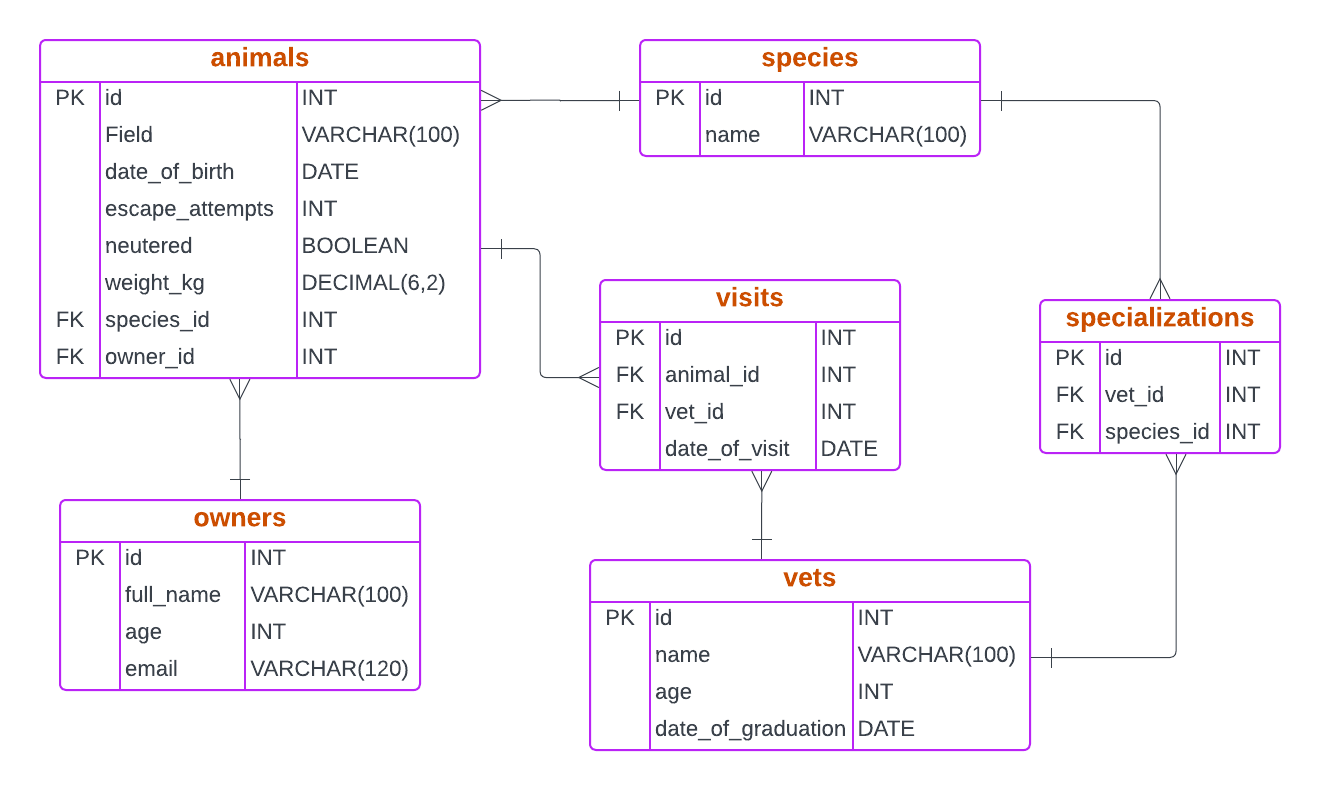 animals
PK id INT
Field VARCHAR(100)
date_of_birth DATE
escape_attempts INT
neutered BOOLEAN
weight_kg DECIMAL(6,2)
FK species_id INT
FK owner_id INT
species
PK id INT
name VARCHAR(100)
visits
PK id INT
FK animal_id INT
FK vet_id INT
date_of_visit DATE
specializations
PK id INT
FK vet_id INT
FK species_id INT
owners
PK id INT
full_name VARCHAR(100)
age INT
email VARCHAR(120)
vets
PK id INT
name VARCHAR(100)
age INT
date_of_graduation DATE